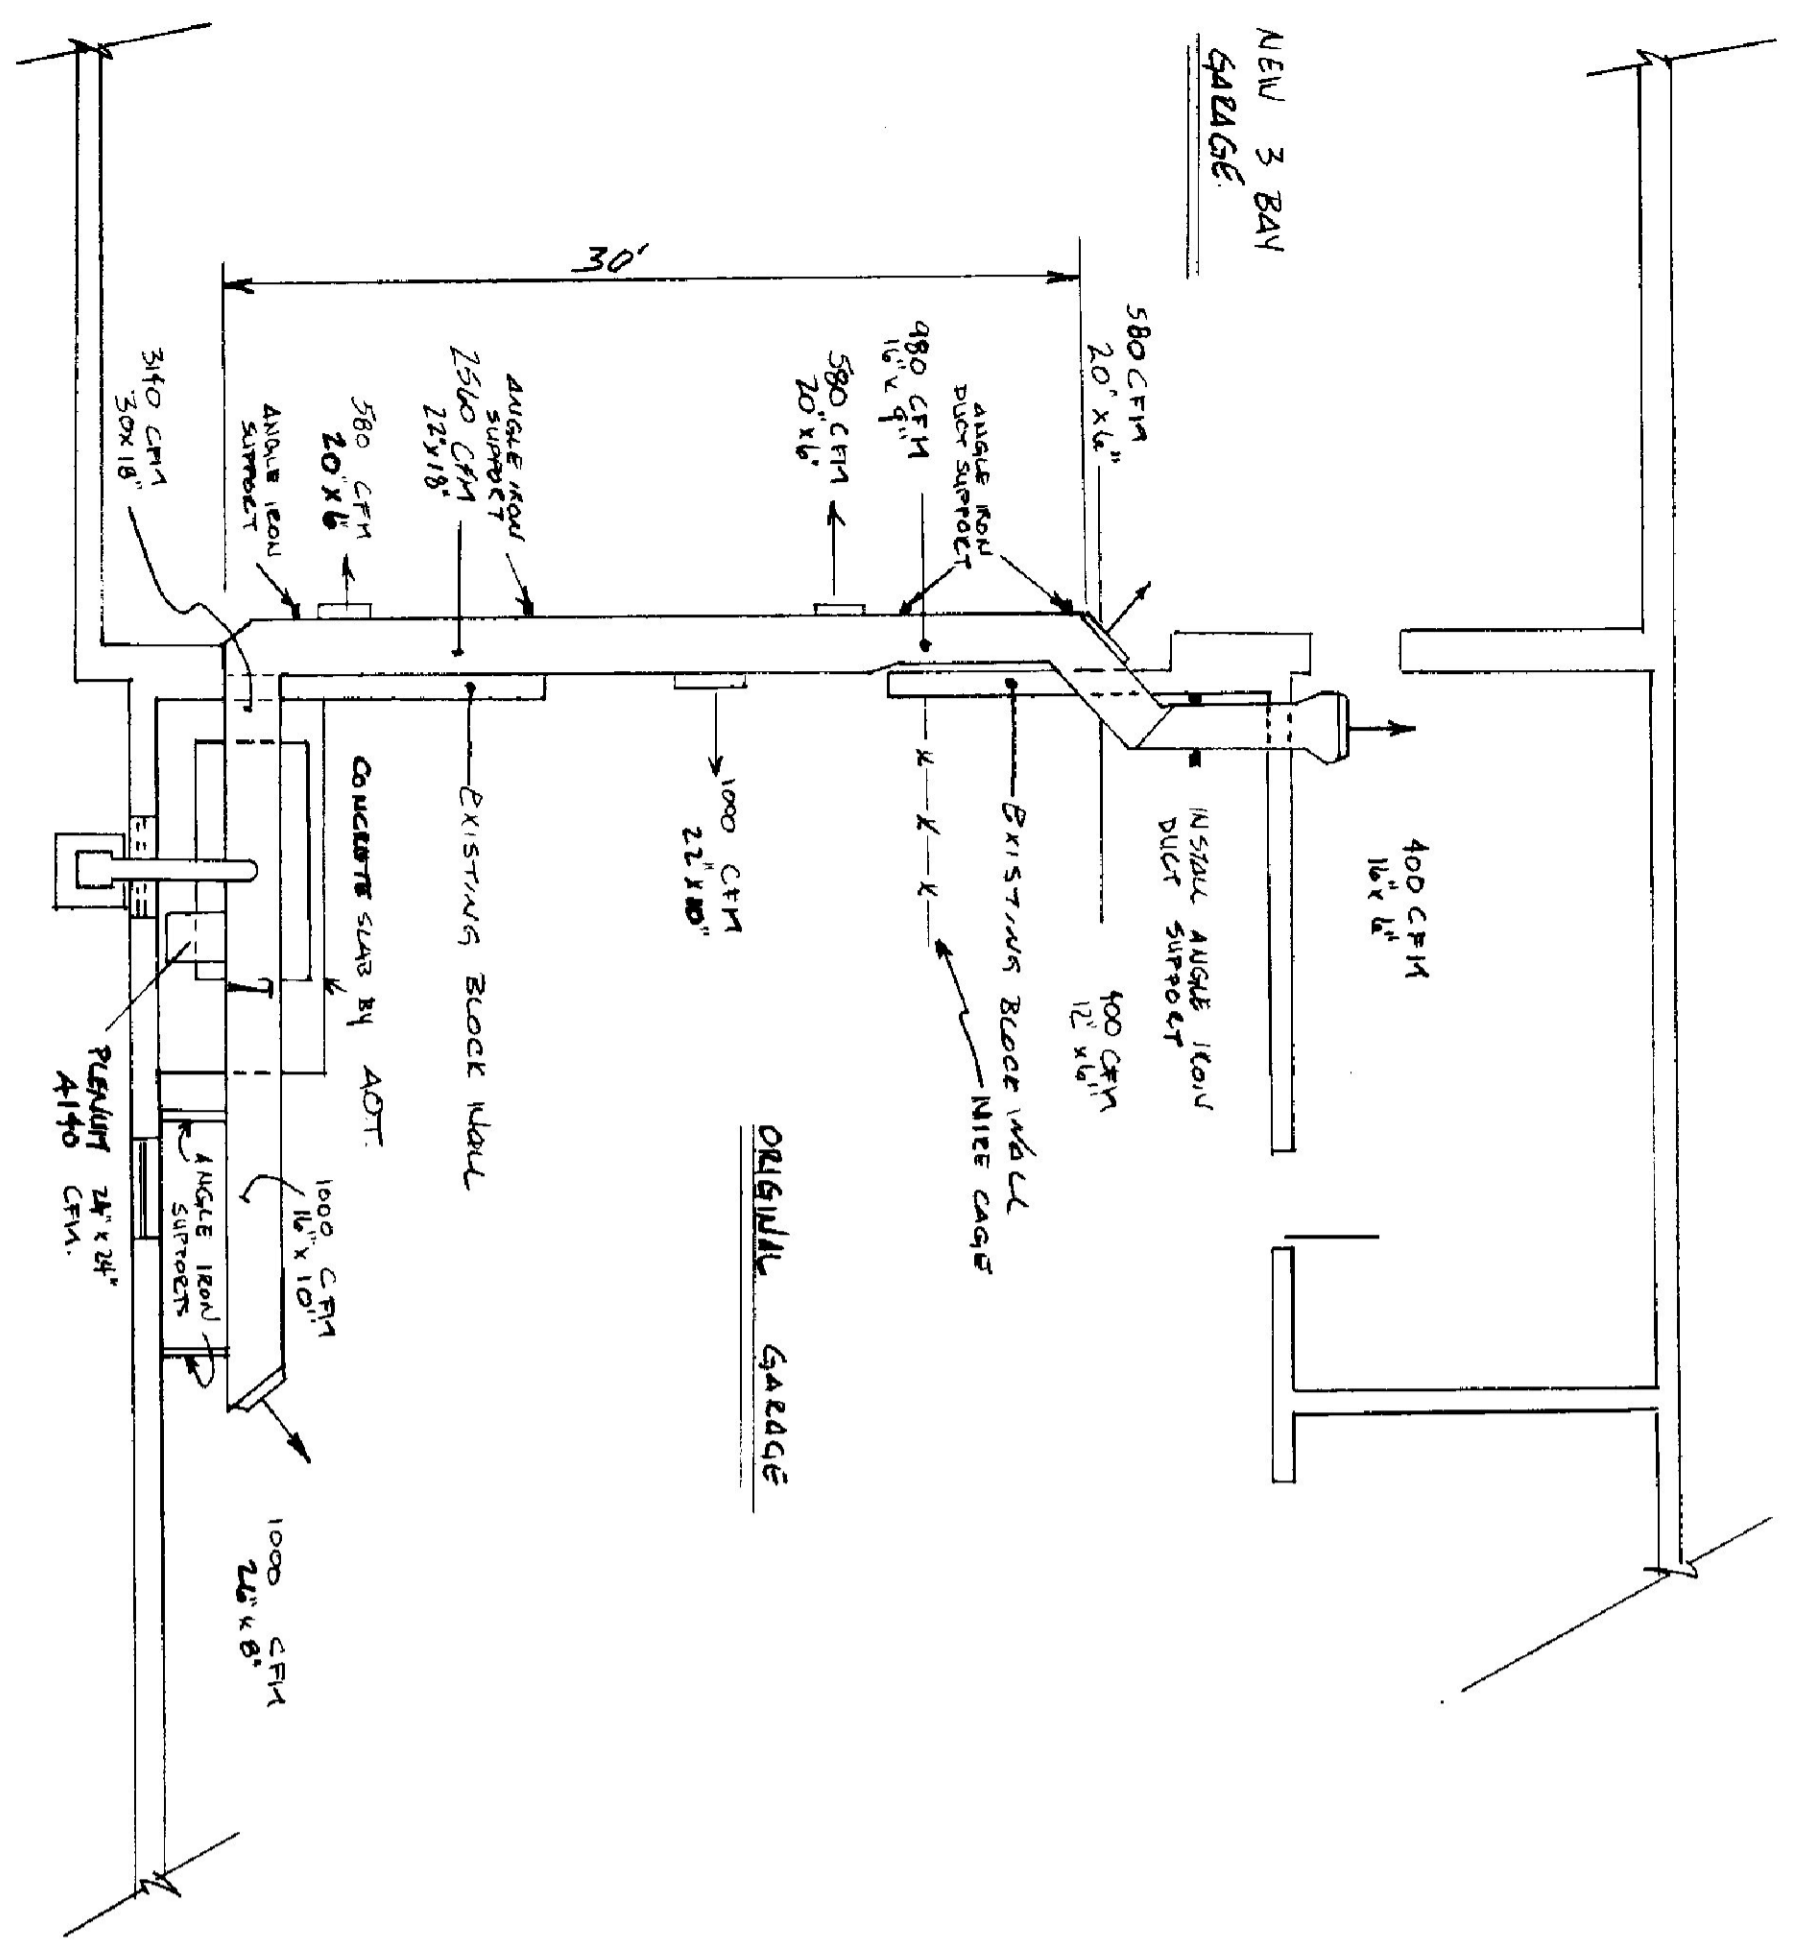 NEW 3 BAY
GARAGE
30'
580 CFM
20" x 6"
ANGLE IRON
DUCT SUPPORT
980 CFM
16" x 9"
580 CFM
20" x 6"
ANGLE IRON
SUPPORT
2560 CFM
22" x 18"
580 CFM
20" x 6"
ANGLE IRON
SUPPORT
3140 CFM
30x18"
400 CFM
16" x 6"
INSTALL ANGLE IRON
DUCT SUPPORT
400 CFM
12" x 6"
EXISTING BLOCK WALL
WIRE CAGE
x x x
1000 CFM
22" x 10"
EXISTING BLOCK WALL
CONCRETE SLAB BY AOT.
ORIGINAL GARAGE
1000 CFM
16" x 10"
ANGLE IRON
SUPPORTS
PLENUM 24" x 24"
4140 CFM.
1000 CFM
26" x 8"